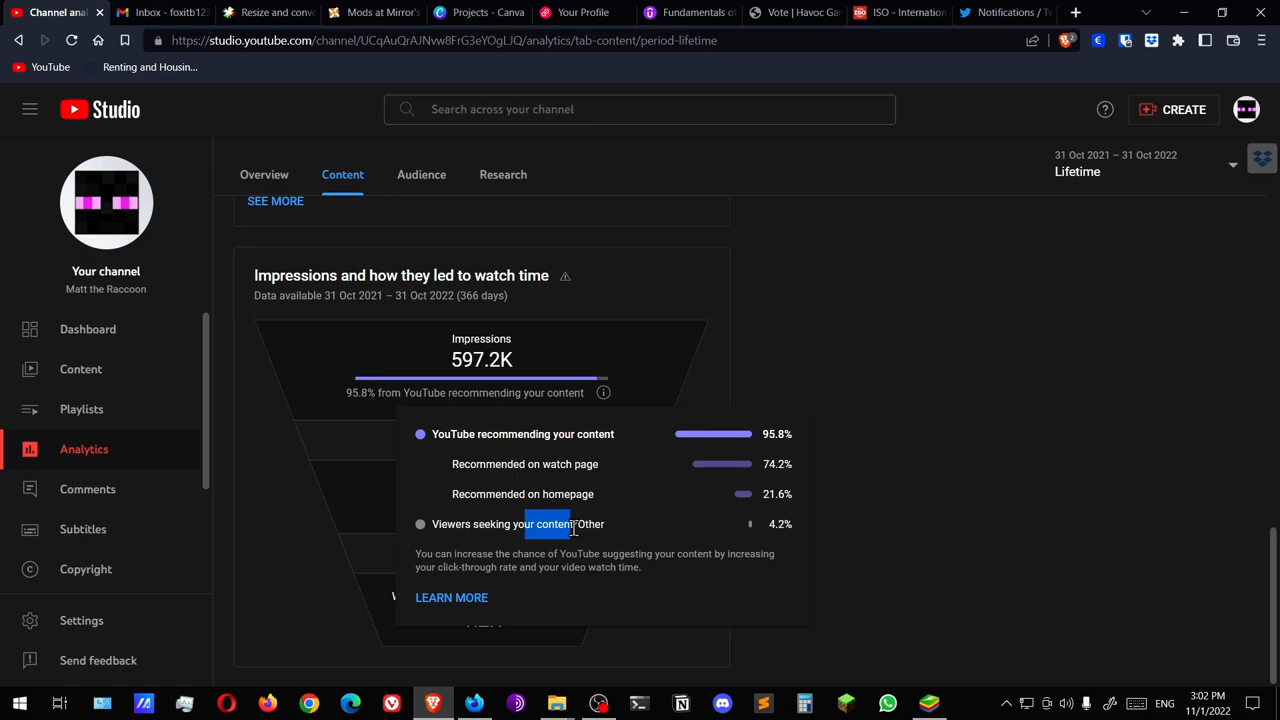 Channel anal
Inbox - foxitb123
Resize and conve
Mods at Mirror's
Projects - Canva
Your Profile
Fundamentals of
Vote | Havoc Gam
ISO - Internation
Notifications / Tw
https://studio.youtube.com/channel/UCqAuQrAJNvw8FrG3eYOgLJQ/analytics/tab-content/period-lifetime
2
YouTube
Renting and Housin...
Studio
Search across your channel
CREATE
Your channel
Matt the Raccoon
Dashboard
Content
Playlists
Analytics
Comments
Subtitles
Copyright
Settings
Send feedback
Overview
Content
Audience
Research
31 Oct 2021 – 31 Oct 2022
Lifetime
SEE MORE
Impressions and how they led to watch time
Data available 31 Oct 2021 – 31 Oct 2022 (366 days)
Impressions
597.2K
95.8% from YouTube recommending your content
YouTube recommending your content 95.8%
Recommended on watch page 74.2%
Recommended on homepage 21.6%
Viewers seeking your content/Other 4.2%
You can increase the chance of YouTube suggesting your content by increasing
your click-through rate and your video watch time.
LEARN MORE
ENG
3:02 PM
11/1/2022